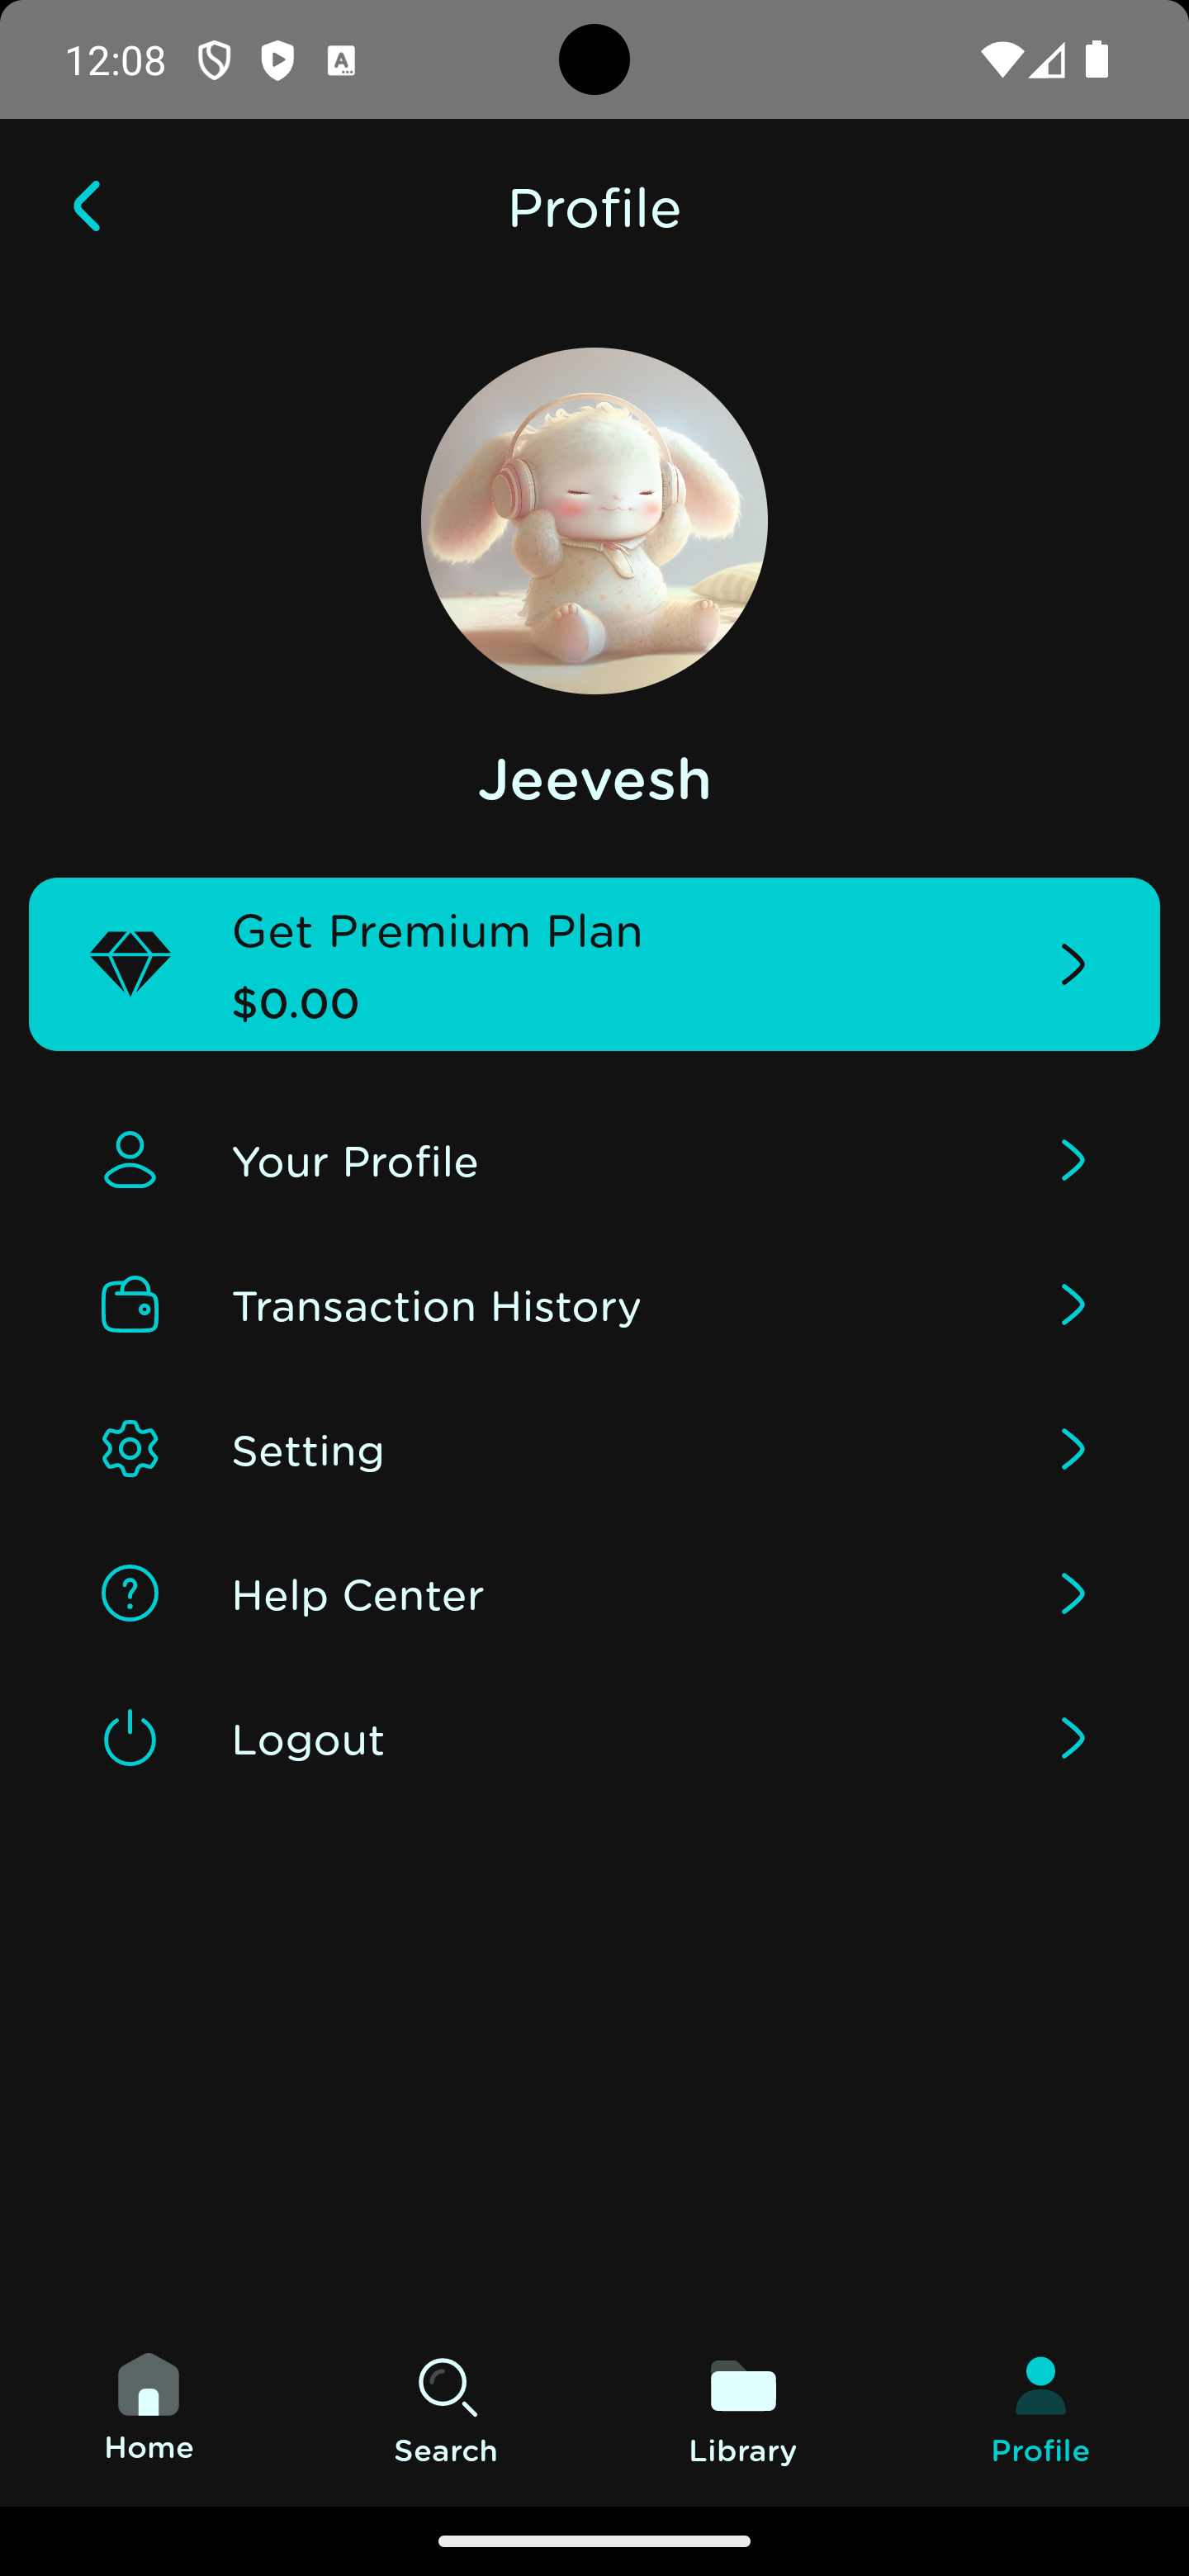 12:08
Profile
Jeevesh
Get Premium Plan
$0.00
Your Profile
Transaction History
Setting
Help Center
Logout
Home
Search
Library
Profile